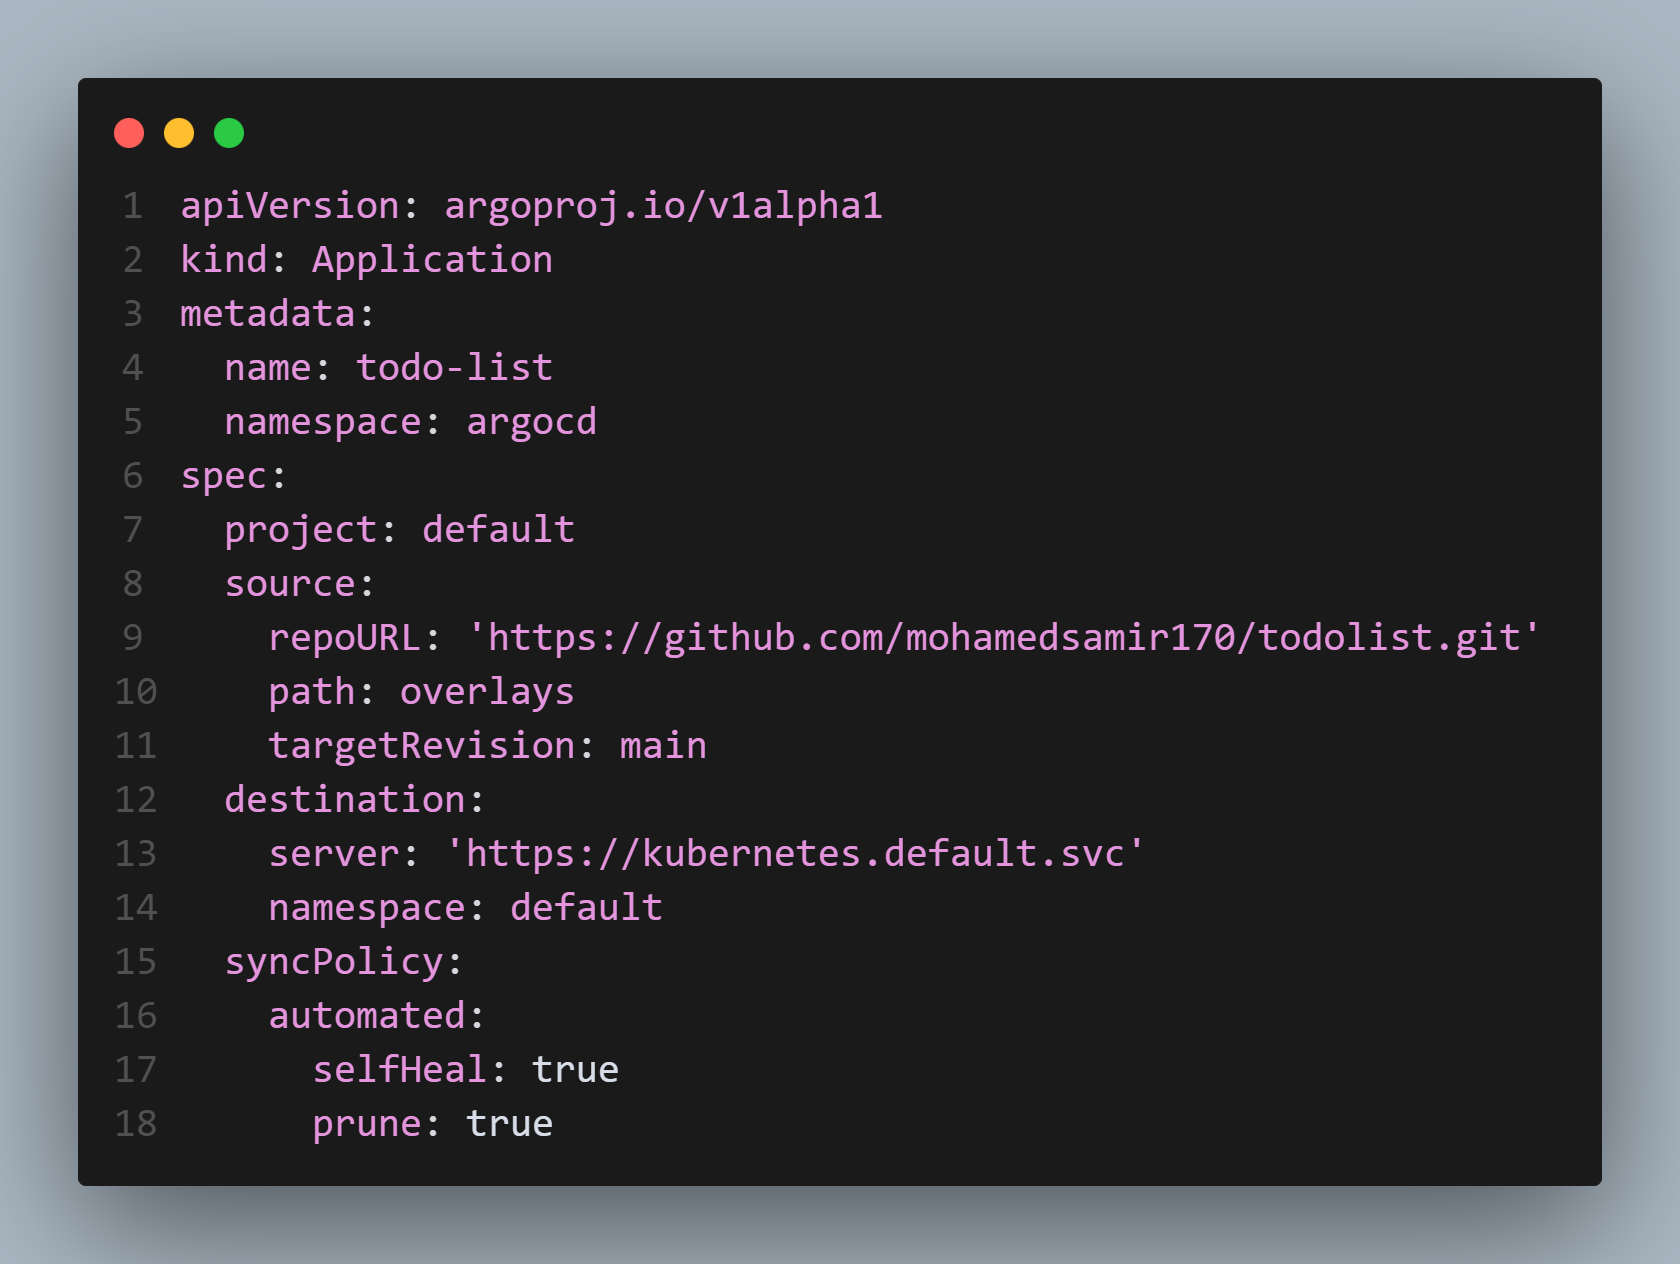 1 apiVersion: argoproj.io/v1alpha1
2 kind: Application
3 metadata:
4   name: todo-list
5   namespace: argocd
6 spec:
7   project: default
8   source:
9     repoURL: 'https://github.com/mohamedsamir170/todolist.git'
10     path: overlays
11     targetRevision: main
12   destination:
13     server: 'https://kubernetes.default.svc'
14     namespace: default
15   syncPolicy:
16     automated:
17       selfHeal: true
18       prune: true